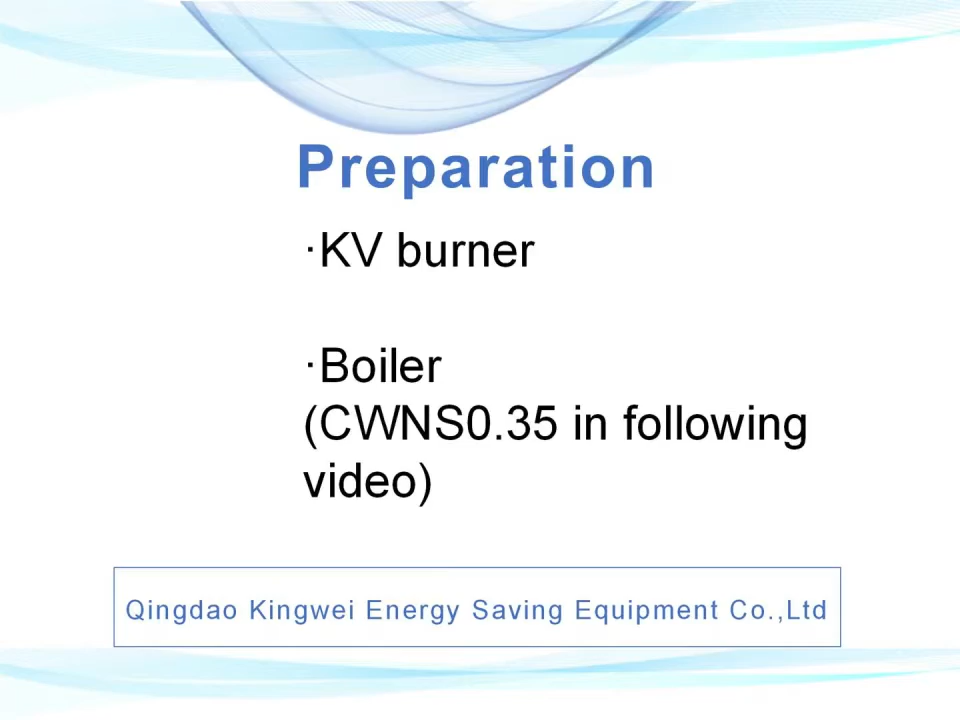 Preparation
·KV burner
·Boiler
(CWNS0.35 in following
video)
Qingdao Kingwei Energy Saving Equipment Co.,Ltd